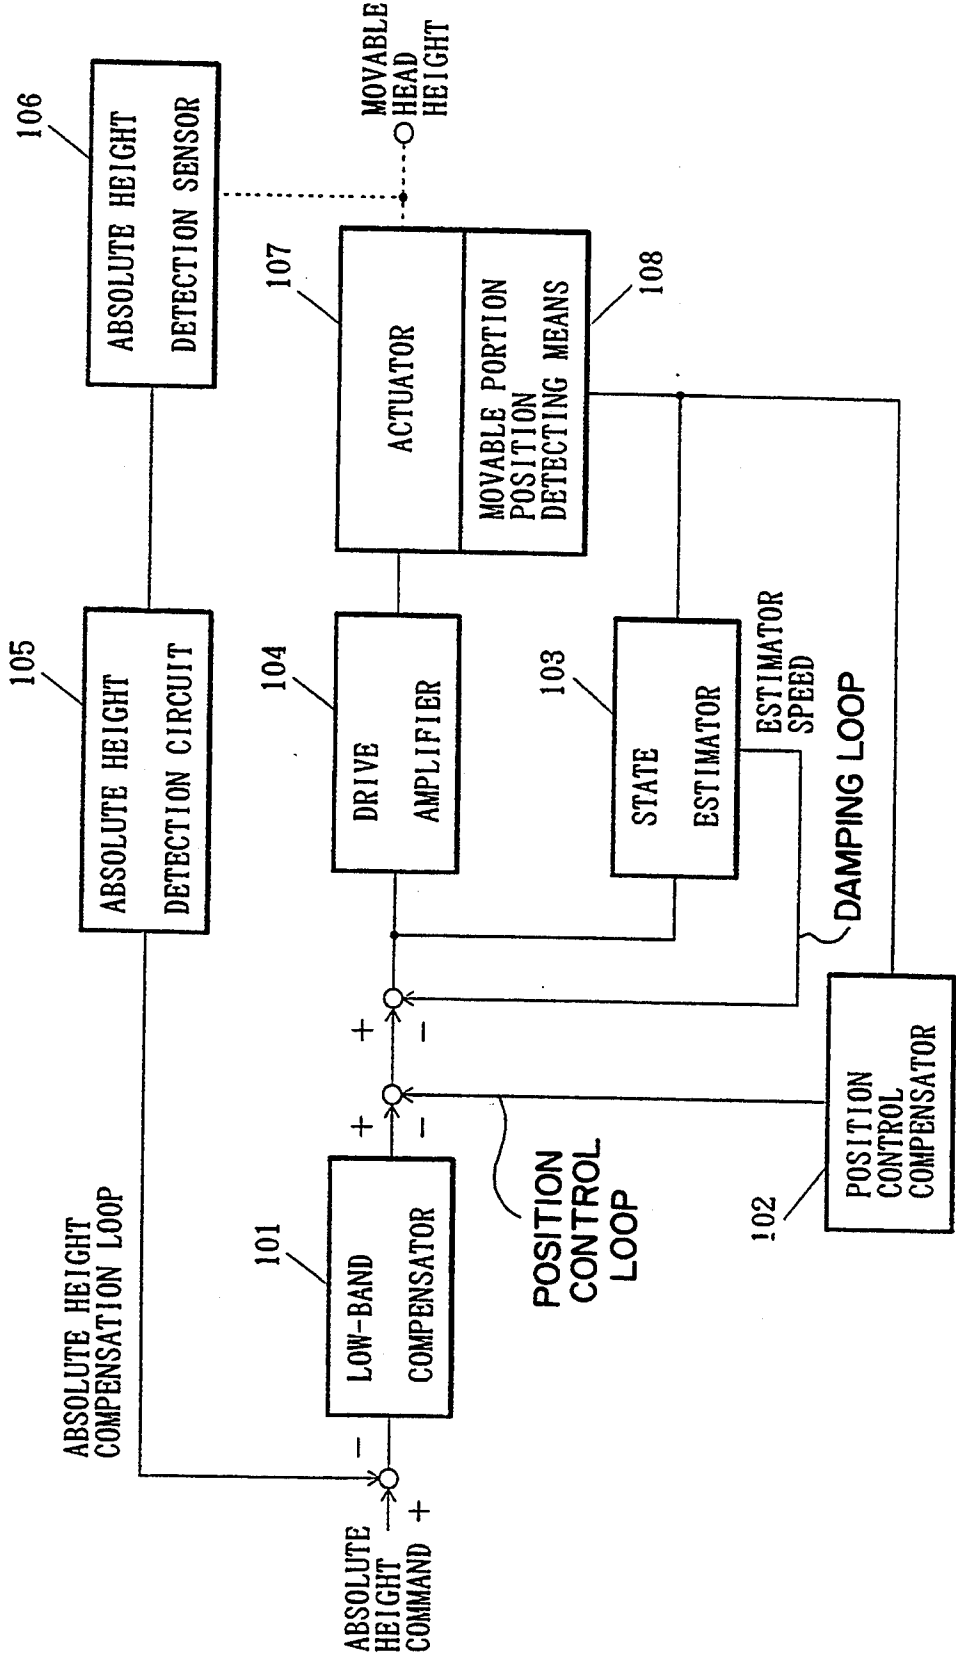 106
ABSOLUTE HEIGHT
DETECTION SENSOR
MOVABLE
HEAD
HEIGHT
105
ABSOLUTE HEIGHT
DETECTION CIRCUIT
ABSOLUTE HEIGHT
COMPENSATION LOOP
107
ACTUATOR
MOVABLE PORTION
POSITION
DETECTING MEANS
108
104
DRIVE
AMPLIFIER
101
LOW-BAND
COMPENSATOR
ABSOLUTE
HEIGHT
COMMAND
+
-
+
-
+
-
103
STATE
ESTIMATOR
ESTIMATOR
SPEED
DAMPING LOOP
POSITION
CONTROL
LOOP
102
POSITION
CONTROL
COMPENSATOR